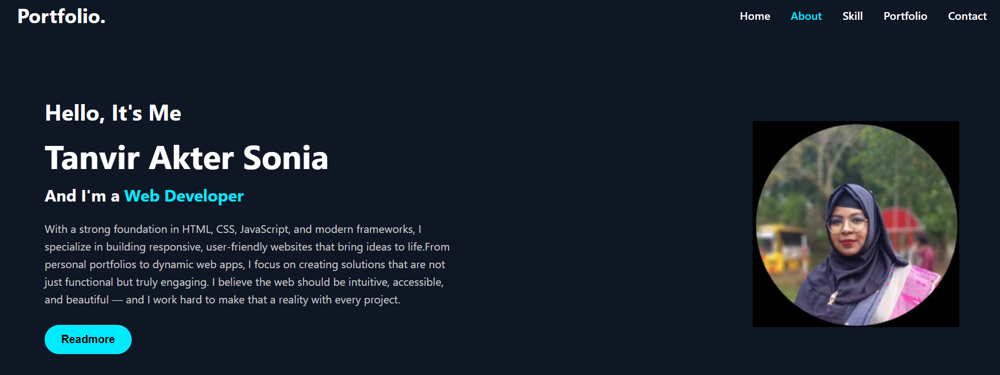 Portfolio.
Home About Skill Portfolio Contact
Hello, It's Me
Tanvir Akter Sonia
And I'm a Web Developer
With a strong foundation in HTML, CSS, JavaScript, and modern frameworks, I
specialize in building responsive, user-friendly websites that bring ideas to life.From
personal portfolios to dynamic web apps, I focus on creating solutions that are not
just functional but truly engaging. I believe the web should be intuitive, accessible,
and beautiful — and I work hard to make that a reality with every project.
Readmore